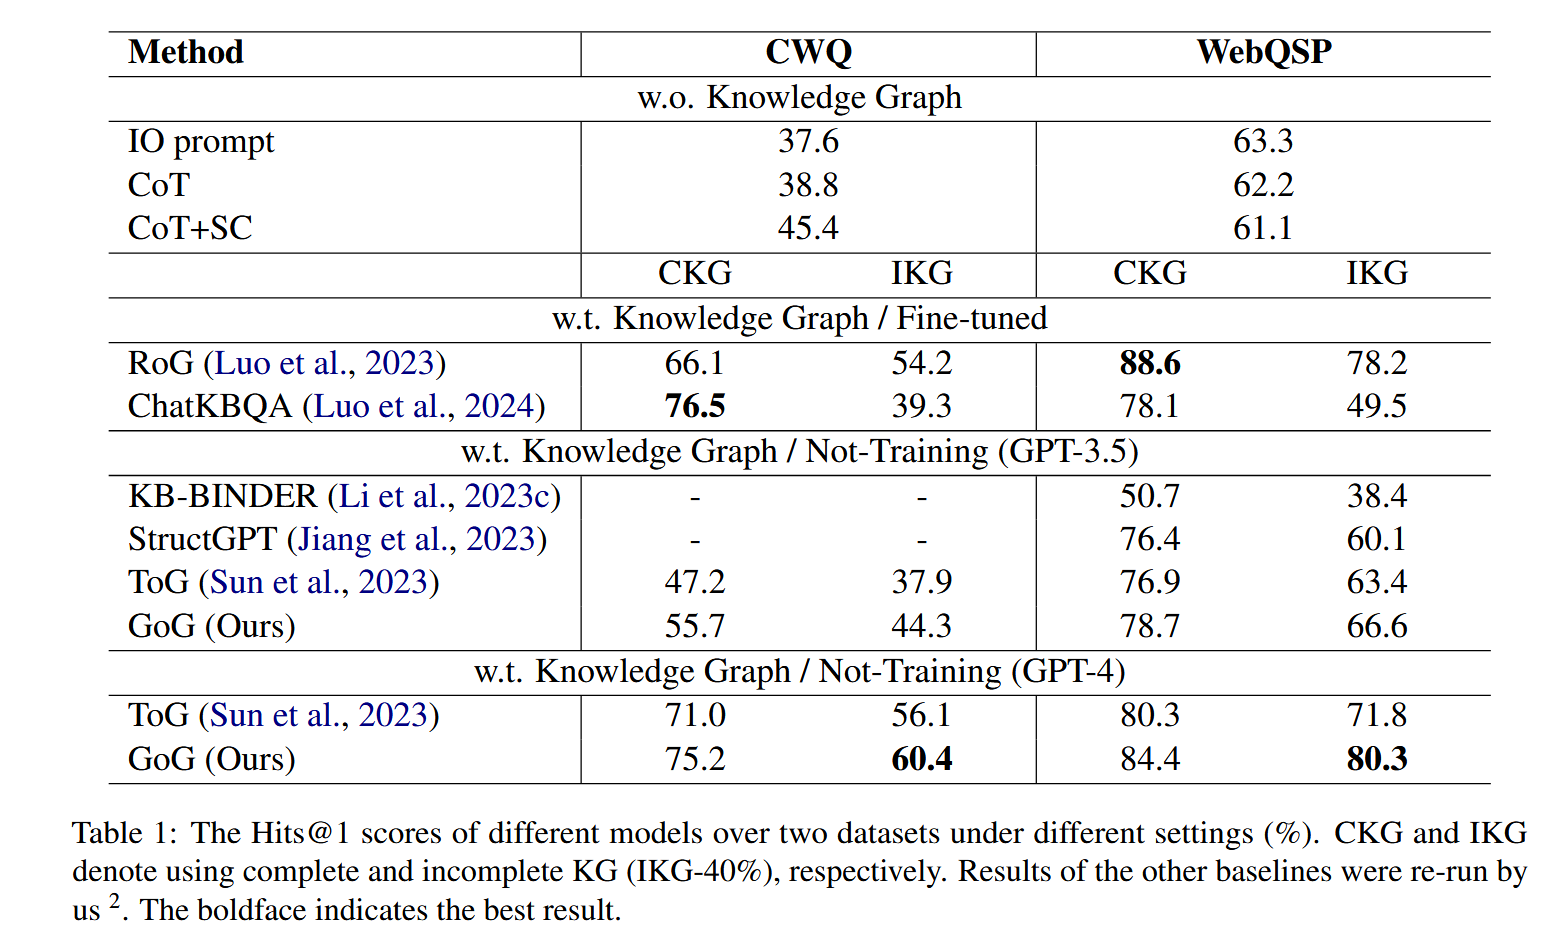 Method CWQ WebQSP
w.o. Knowledge Graph
IO prompt 37.6 63.3
CoT 38.8 62.2
CoT+SC 45.4 61.1
CKG IKG CKG IKG
w.t. Knowledge Graph / Fine-tuned
RoG (Luo et al., 2023) 66.1 54.2 88.6 78.2
ChatKBQA (Luo et al., 2024) 76.5 39.3 78.1 49.5
w.t. Knowledge Graph / Not-Training (GPT-3.5)
KB-BINDER (Li et al., 2023c) - - 50.7 38.4
StructGPT (Jiang et al., 2023) - - 76.4 60.1
ToG (Sun et al., 2023) 47.2 37.9 76.9 63.4
GoG (Ours) 55.7 44.3 78.7 66.6
w.t. Knowledge Graph / Not-Training (GPT-4)
ToG (Sun et al., 2023) 71.0 56.1 80.3 71.8
GoG (Ours) 75.2 60.4 84.4 80.3
Table 1: The Hits@1 scores of different models over two datasets under different settings (%). CKG and IKG
denote using complete and incomplete KG (IKG-40%), respectively. Results of the other baselines were re-run by
us 2. The boldface indicates the best result.